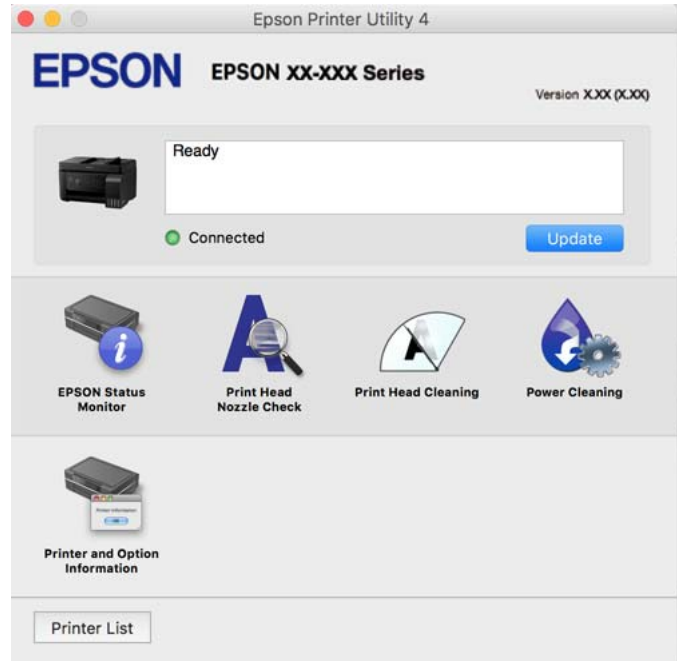 Epson Printer Utility 4
EPSON
EPSON XX-XXX Series
Version X.XX (X.XX)
Ready
Connected
Update
EPSON Status
Monitor
Print Head
Nozzle Check
Print Head Cleaning
Power Cleaning
Printer and Option
Information
Printer List